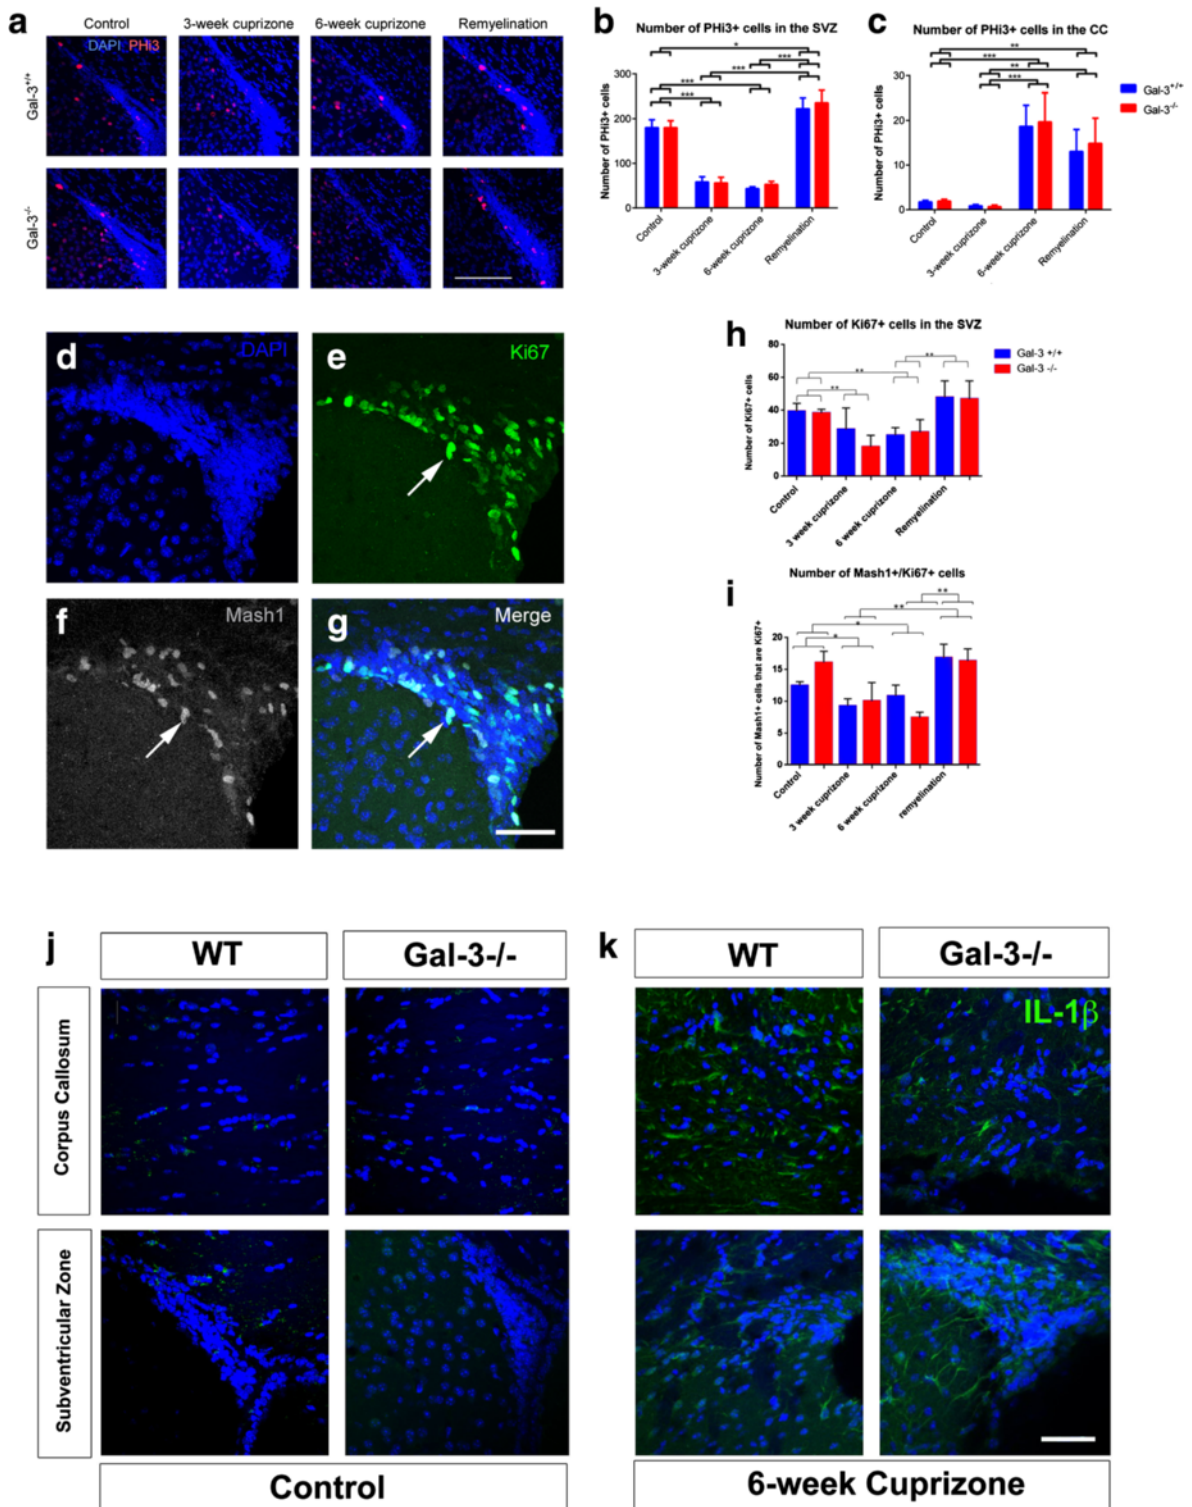 a
Control
3-week cuprizone
6-week cuprizone
Remyelination
DAPI PHi3
Gal-3+/+
Gal-3-/-
b
Number of PHi3+ cells in the SVZ
Number of PHi3+ cells
300
200
100
0
* *** *** *** ***
Control
3-week cuprizone
6-week cuprizone
Remyelination
c
Number of PHi3+ cells in the CC
Number of PHi3+ cells
30
20
10
0
** *** ** ***
Control
3-week cuprizone
6-week cuprizone
Remyelination
Gal-3+/+
Gal-3-/-
d
DAPI
e
Ki67
f
Mash1
g
Merge
h
Number of Ki67+ cells in the SVZ
Number of Ki67+ cells
80
60
40
20
0
** ** **
Control
3 week cuprizone
6 week cuprizone
Remyelination
Gal-3 +/+
Gal-3 -/-
i
Number of Mash1+/Ki67+ cells
Number of Mash1+ cells that are Ki67+
20
15
10
5
0
** ** * *
Control
3 week cuprizone
6 week cuprizone
remyelination
j
WT
Gal-3-/-
Corpus Callosum
Subventricular Zone
Control
k
WT
Gal-3-/-
IL-1β
6-week Cuprizone